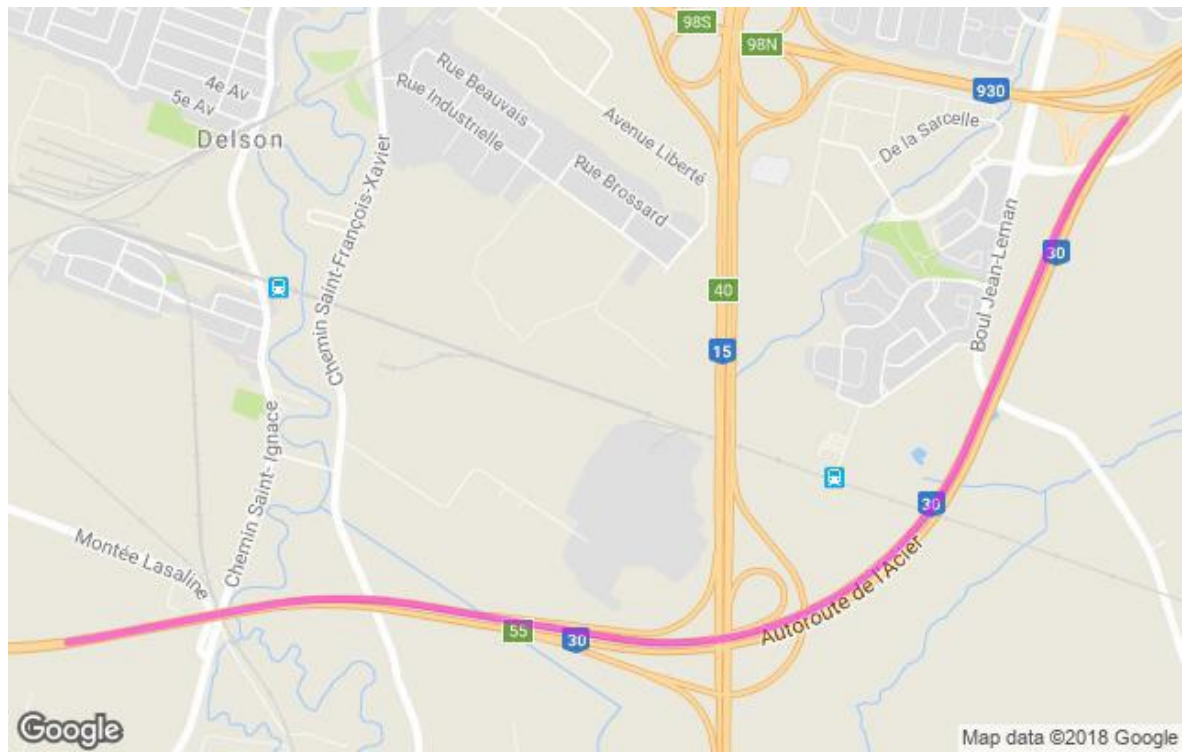 98S
98N
930
4e Av
5e Av
Delson
Rue Beauvais
Rue Industrielle
Avenue Liberté
De la Sarcelle
Rue Brossard
Chemin Saint-François-Xavier
30
40
Boul Jean-Leman
15
Chemin Saint- Ignace
30
Montée Lasaline
Autoroute de l'Acier
55
30
Google
Map data ©2018 Google